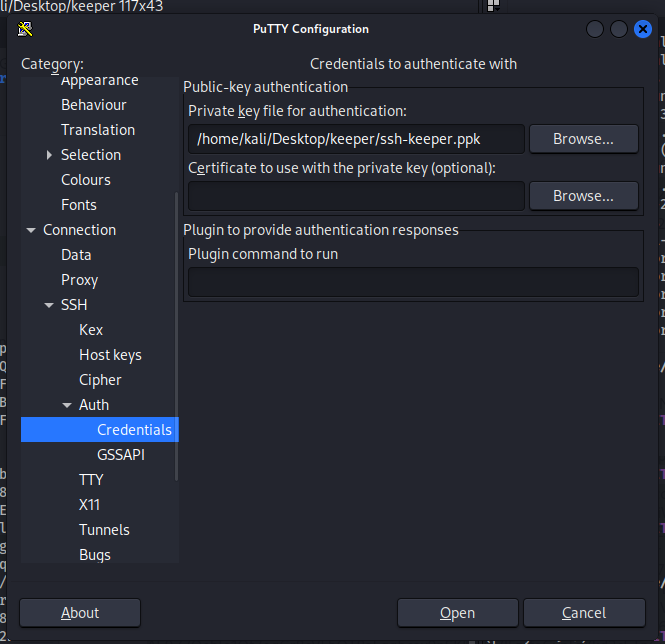 li/Desktop/keeper 117x43
PuTTY Configuration
Category:
Appearance
Behaviour
Translation
Selection
Colours
Fonts
Connection
Data
Proxy
SSH
Kex
Host keys
Cipher
Auth
Credentials
GSSAPI
TTY
X11
Tunnels
Bugs
Credentials to authenticate with
Public-key authentication
Private key file for authentication:
/home/kali/Desktop/keeper/ssh-keeper.ppk
Browse...
Certificate to use with the private key (optional):
Browse...
Plugin to provide authentication responses
Plugin command to run
About
Open
Cancel